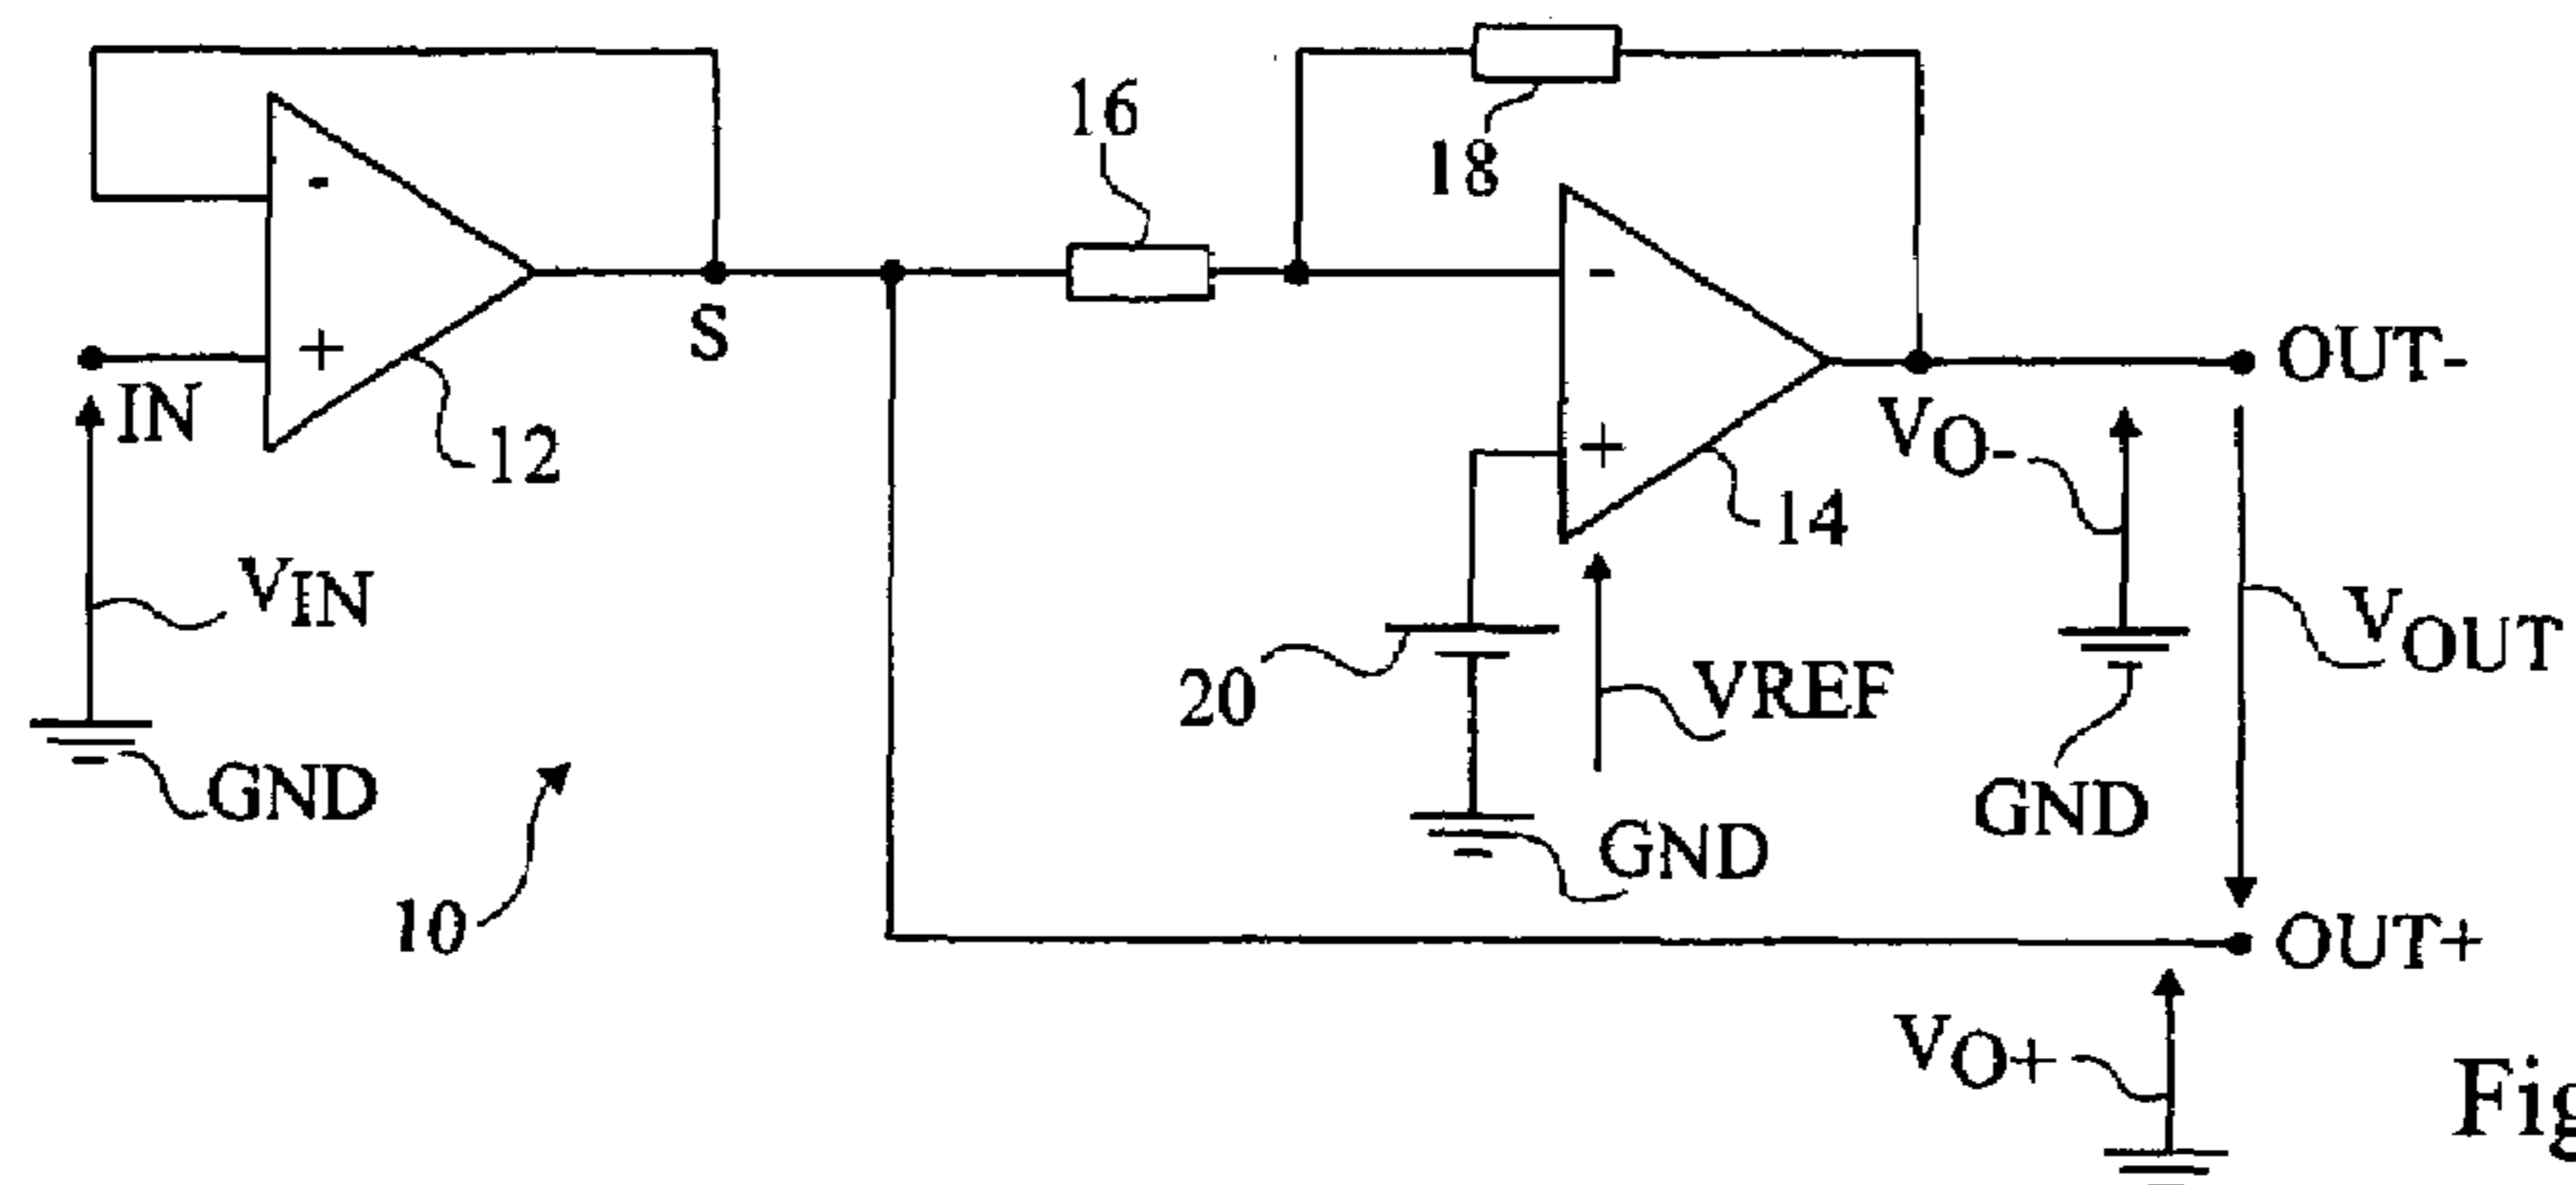 16
18
-
-
S
+
IN
OUT-
12
+
VO-
14
VIN
VOUT
20
VREF
GND
GND
GND
10
OUT+
VO+
Fig